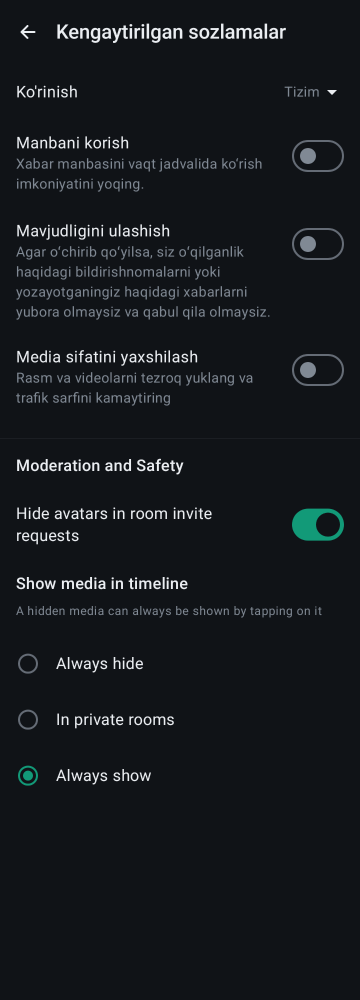 Kengaytirilgan sozlamalar
Ko'rinish
Tizim
Manbani korish
Xabar manbasini vaqt jadvalida ko‘rish
imkoniyatini yoqing.
Mavjudligini ulashish
Agar o‘chirib qo‘yilsa, siz o‘qilganlik
haqidagi bildirishnomalarni yoki
yozayotganingiz haqidagi xabarlarni
yubora olmaysiz va qabul qila olmaysiz.
Media sifatini yaxshilash
Rasm va videolarni tezroq yuklang va
trafik sarfini kamaytiring
Moderation and Safety
Hide avatars in room invite
requests
Show media in timeline
A hidden media can always be shown by tapping on it
Always hide
In private rooms
Always show